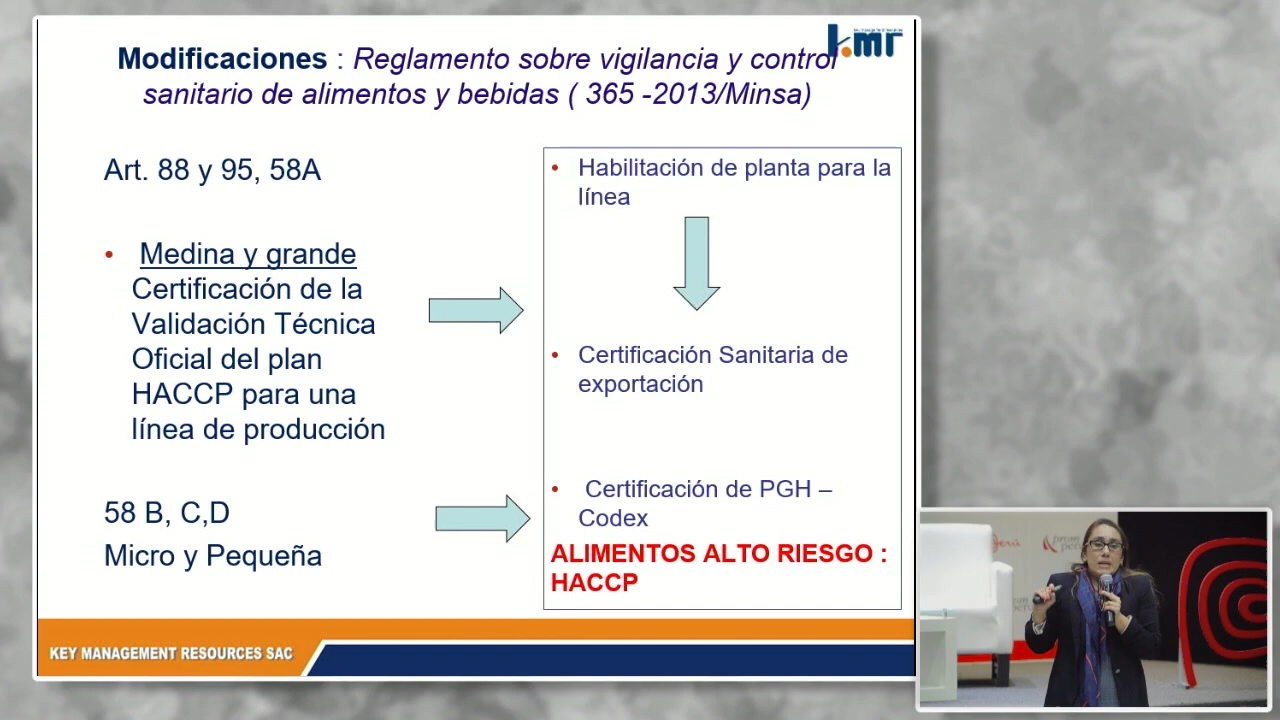 Modificaciones : Reglamento sobre vigilancia y control
sanitario de alimentos y bebidas ( 365 -2013/Minsa)
kmr
Art. 88 y 95, 58A
• Medina y grande
Certificación de la
Validación Técnica
Oficial del plan
HACCP para una
línea de producción
58 B, C,D
Micro y Pequeña
• Habilitación de planta para la
línea
• Certificación Sanitaria de
exportación
• Certificación de PGH –
Codex
ALIMENTOS ALTO RIESGO :
HACCP
KEY MANAGEMENT RESOURCES SAC